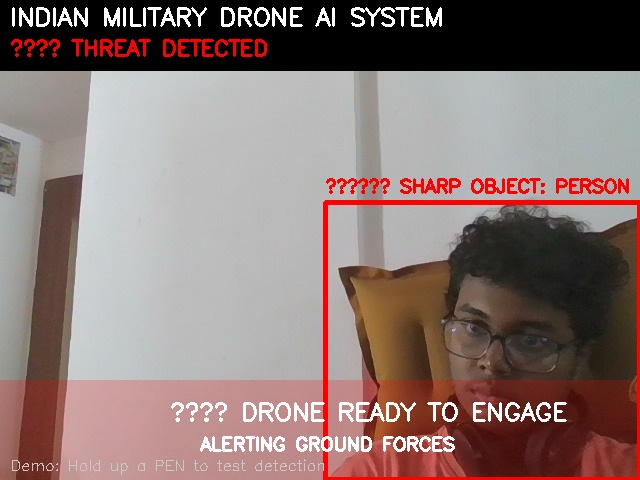 INDIAN MILITARY DRONE AI SYSTEM
???? THREAT DETECTED
?????? SHARP OBJECT: PERSON
???? DRONE READY TO ENGAGE
ALERTING GROUND FORCES
Demo: Hold up a PEN to test detection